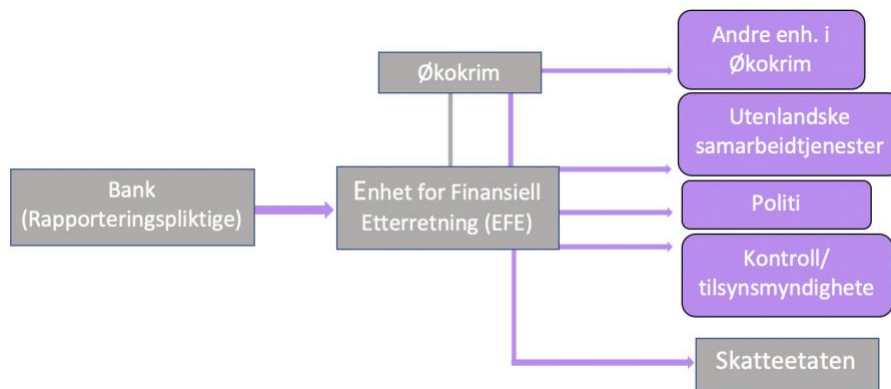 Andre enh. i
Økokrim
Økokrim
Utenlandske
samarbeidtjenester
Bank
(Rapporteringspliktige)
Enhet for Finansiell
Etterretning (EFE)
Politi
Kontroll/
tilsynsmyndighete
Skatteetaten